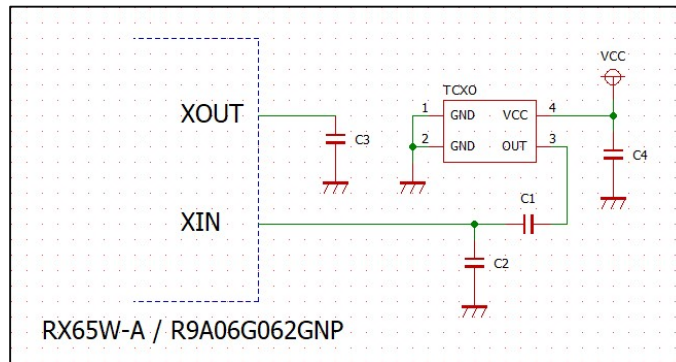 VCC
TCXO
XOUT
1 GND VCC 4
C3
2 GND OUT 3
C4
C1
XIN
C2
RX65W-A / R9A06G062GNP